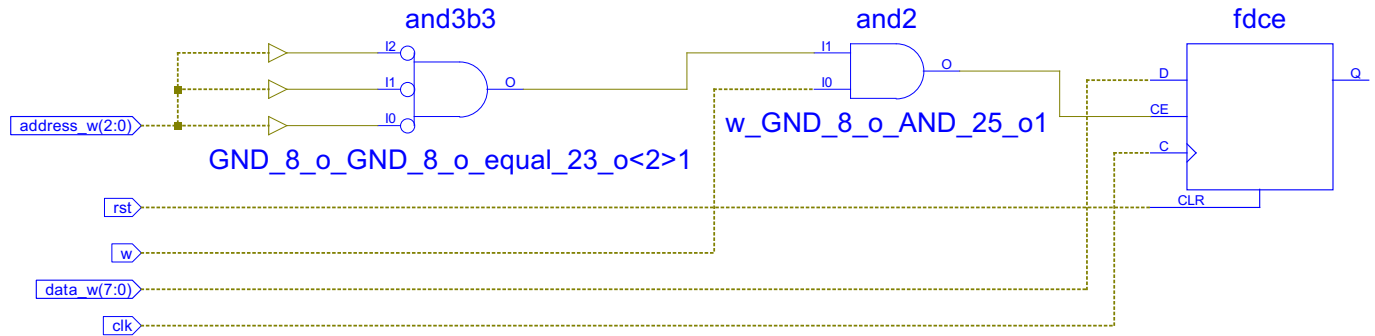 and3b3
and2
fdce
I2
I1
I0
O
I1
I0
O
D
CE
C
CLR
Q
address_w(2:0)
GND_8_o_GND_8_o_equal_23_o<2>1
w_GND_8_o_AND_25_o1
rst
w
data_w(7:0)
clk